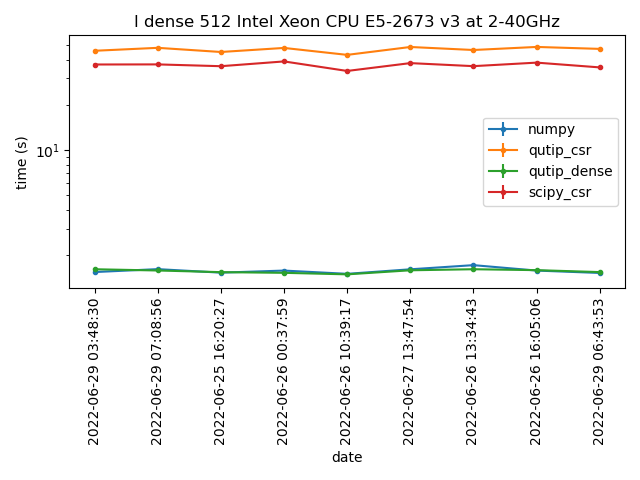 l dense 512 Intel Xeon CPU E5-2673 v3 at 2-40GHz
time (s)
10¹
numpy
qutip_csr
qutip_dense
scipy_csr
2022-06-29 03:48:30
2022-06-29 07:08:56
2022-06-25 16:20:27
2022-06-26 00:37:59
2022-06-26 10:39:17
2022-06-27 13:47:54
2022-06-26 13:34:43
2022-06-26 16:05:06
2022-06-29 06:43:53
date